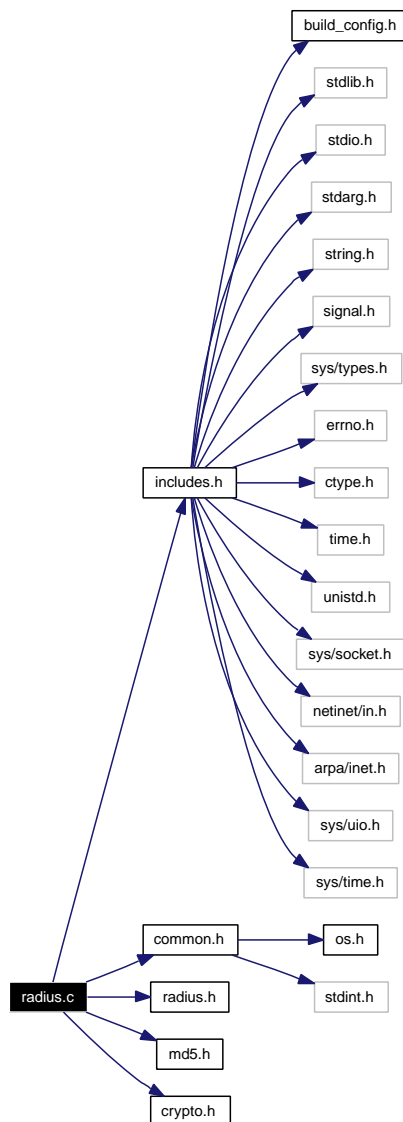 build_config.h
stdlib.h
stdio.h
stdarg.h
string.h
signal.h
sys/types.h
errno.h
includes.h
ctype.h
time.h
unistd.h
sys/socket.h
netinet/in.h
arpa/inet.h
sys/uio.h
sys/time.h
common.h
os.h
radius.c
radius.h
stdint.h
md5.h
crypto.h